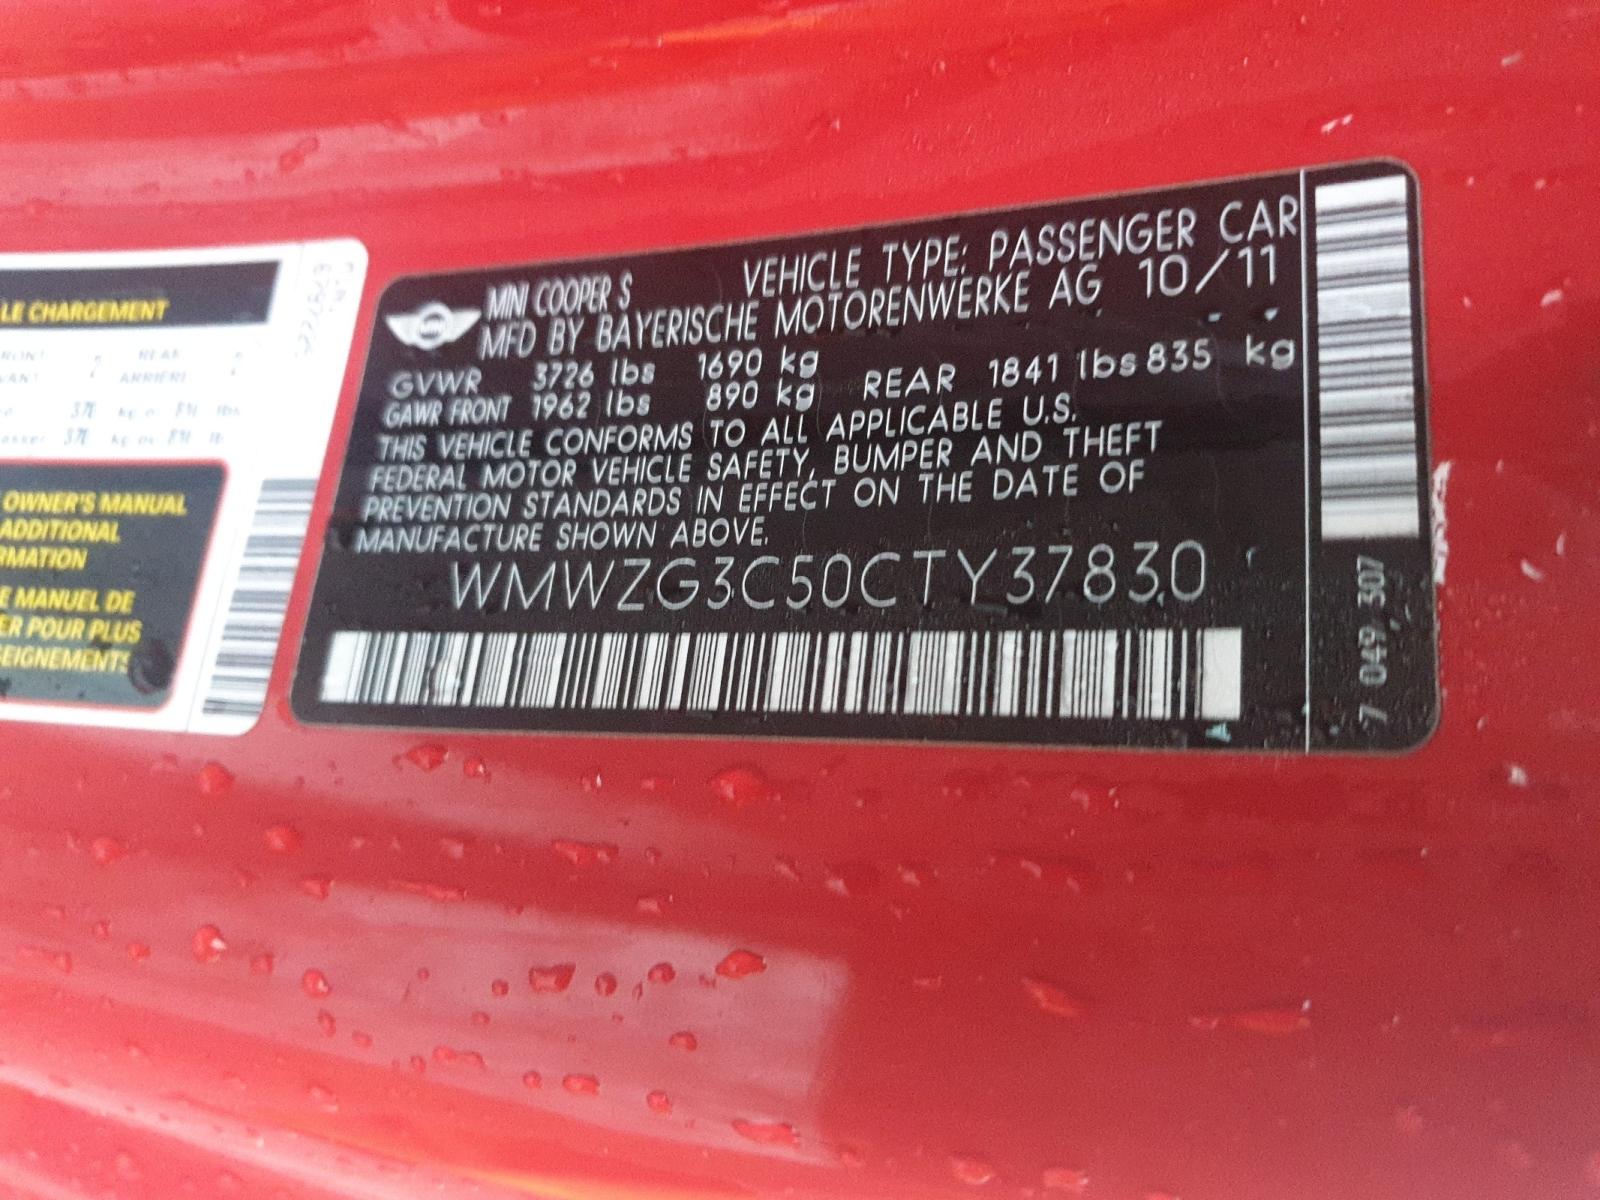 LE CHARGEMENT
OWNER'S MANUAL
ADDITIONAL
RMATION
E MANUEL DE
ER POUR PLUS
SEIGNEMENTS
MINI COOPER S VEHICLE TYPE: PASSENGER CAR
MFD BY BAYERISCHE MOTORENWERKE AG 10/11
GVWR 3726 lbs 1690 kg
GAWR FRONT 1962 lbs 890 kg REAR 1841 lbs 835 kg
THIS VEHICLE CONFORMS TO ALL APPLICABLE U.S.
FEDERAL MOTOR VEHICLE SAFETY, BUMPER AND THEFT
PREVENTION STANDARDS IN EFFECT ON THE DATE OF
MANUFACTURE SHOWN ABOVE.
WMWZG3C50CTY37830
7 049 307